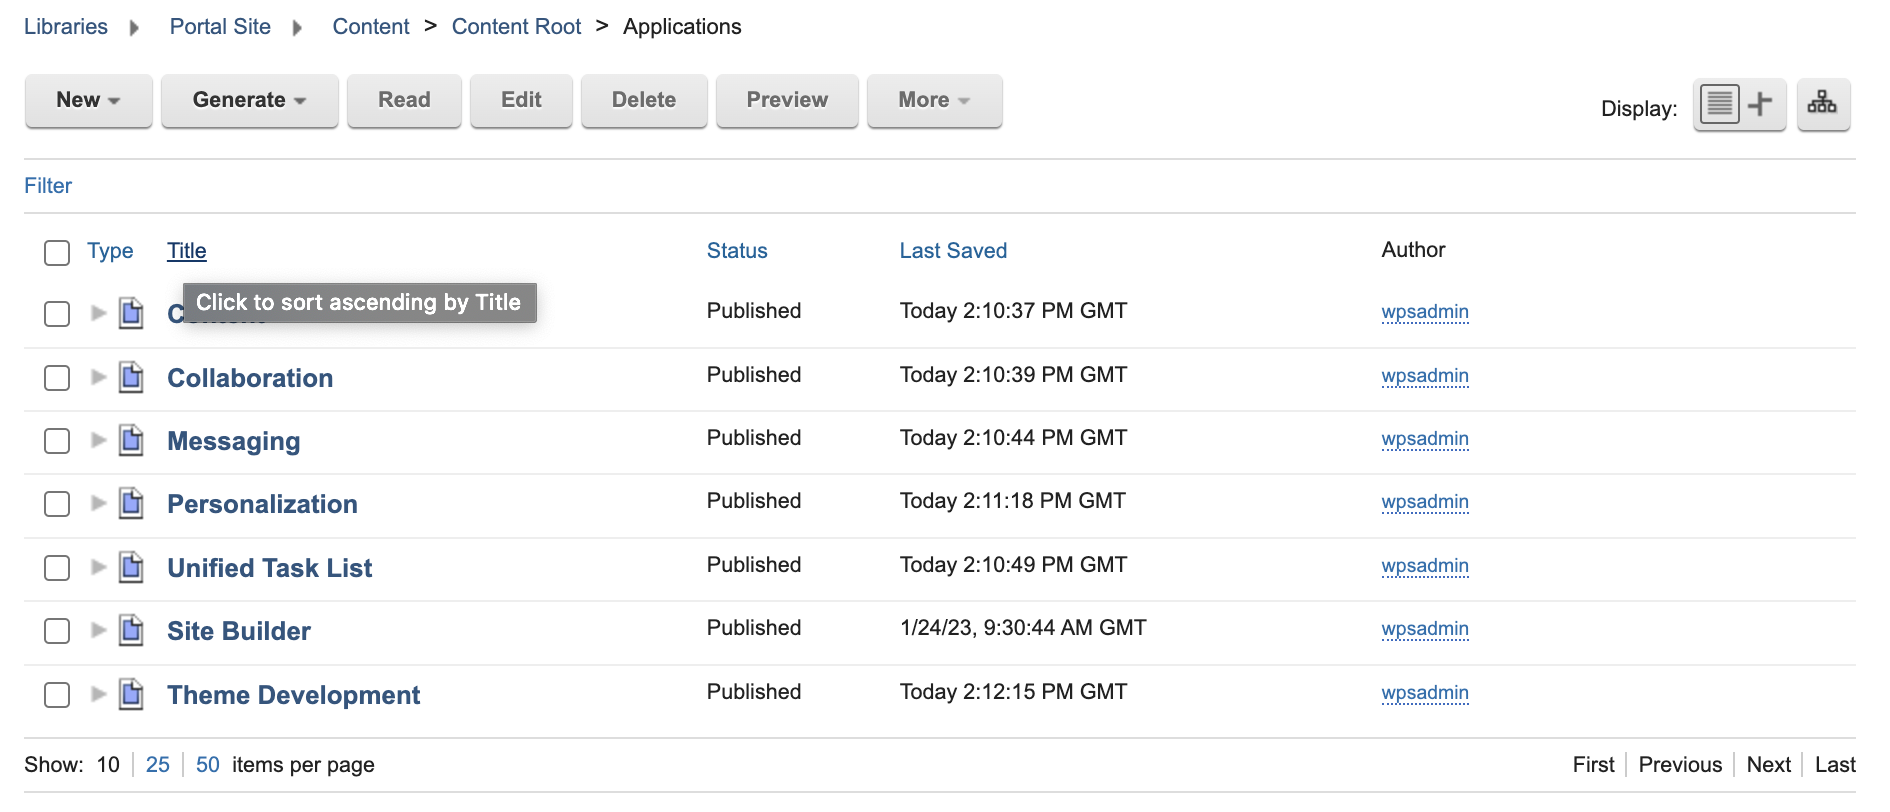 Libraries Portal Site Content > Content Root > Applications
New Generate Read Edit Delete Preview More Display:
Filter
Type Title Status Last Saved Author
Click to sort ascending by Title
Published Today 2:10:37 PM GMT wpsadmin
Collaboration Published Today 2:10:39 PM GMT wpsadmin
Messaging Published Today 2:10:44 PM GMT wpsadmin
Personalization Published Today 2:11:18 PM GMT wpsadmin
Unified Task List Published Today 2:10:49 PM GMT wpsadmin
Site Builder Published 1/24/23, 9:30:44 AM GMT wpsadmin
Theme Development Published Today 2:12:15 PM GMT wpsadmin
Show: 10 25 50 items per page First Previous Next Last